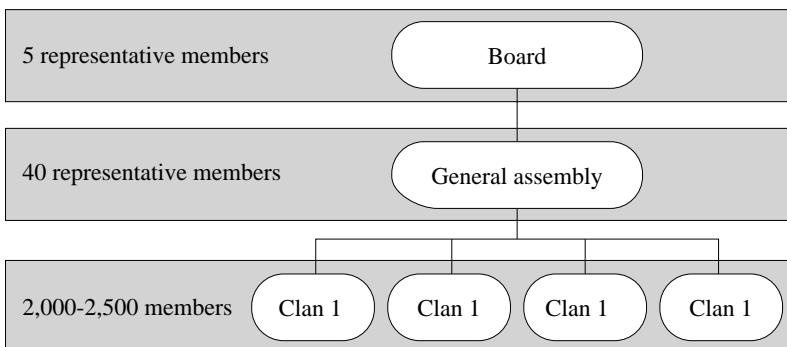 5 representative members
Board
40 representative members
General assembly
2,000-2,500 members
Clan 1
Clan 1
Clan 1
Clan 1